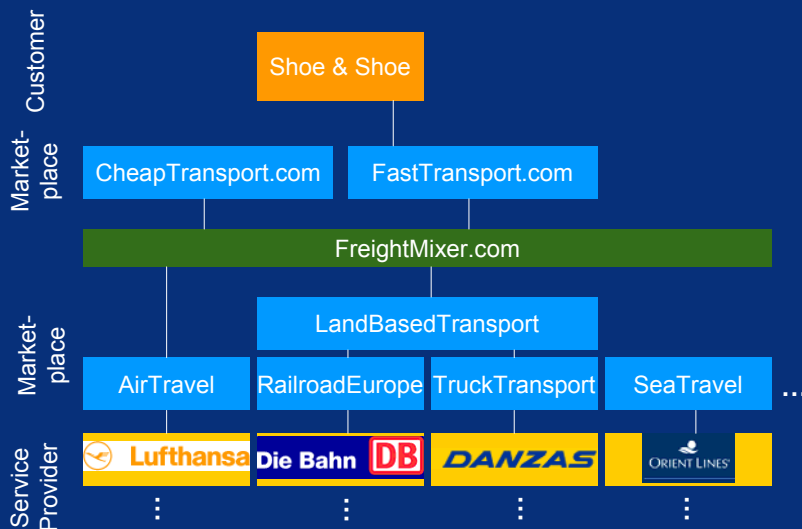 Customer
Shoe & Shoe
Market-
place
CheapTransport.com
FastTransport.com
FreightMixer.com
Market-
place
LandBasedTransport
AirTravel
RailroadEurope
TruckTransport
SeaTravel
...
Service
Provider
Lufthansa
Die Bahn DB
DANZAS
ORIENT LINES